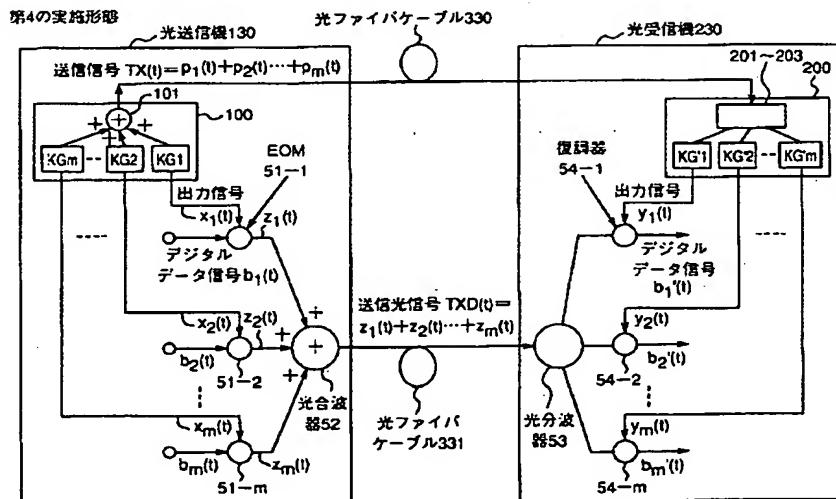 第4の実施形態
光送信機130
光ファイバケーブル330
光受信機230
送信信号 TX(t)=p1(t)+p2(t)···+pm(t)
201~203
200
101
100
KGm
KG2
KG1
EOM
51-1
復調器
54-1
KG'1
KG'2
KG'm
出力信号
x1(t)
z1(t)
出力信号
y1(t)
デジタル
データ信号b1(t)
デジタル
データ信号
b1'(t)
送信光信号 TXD(t)=
z1(t)+z2(t)···+zm(t)
x2(t)
z2(t)
b2(t)
51-2
光合波
器52
光ファイバ
ケーブル331
光分波
器53
y2(t)
b2'(t)
54-2
xm(t)
bm(t)
zm(t)
51-m
ym(t)
bm'(t)
54-m